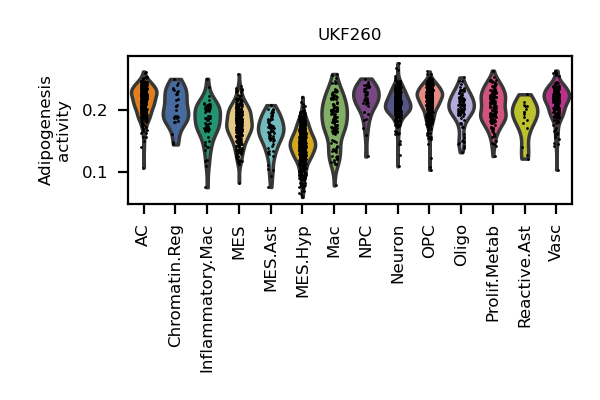 UKF260
Adipogenesis
activity
0.2
0.1
AC
Chromatin.Reg
Inflammatory.Mac
MES
MES.Ast
MES.Hyp
Mac
NPC
Neuron
OPC
Oligo
Prolif.Metab
Reactive.Ast
Vasc